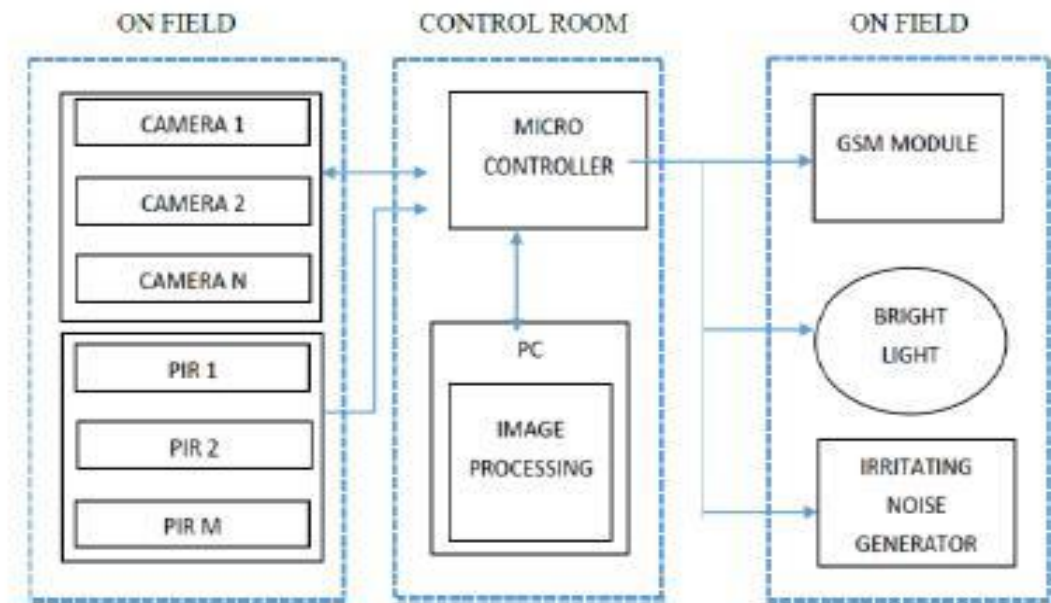 ON FIELD
CAMERA 1
CAMERA 2
CAMERA N
PIR 1
PIR 2
PIR M
CONTROL ROOM
MICRO
CONTROLLER
PC
IMAGE
PROCESSING
ON FIELD
GSM MODULE
BRIGHT
LIGHT
IRRITATING
NOISE
GENERATOR